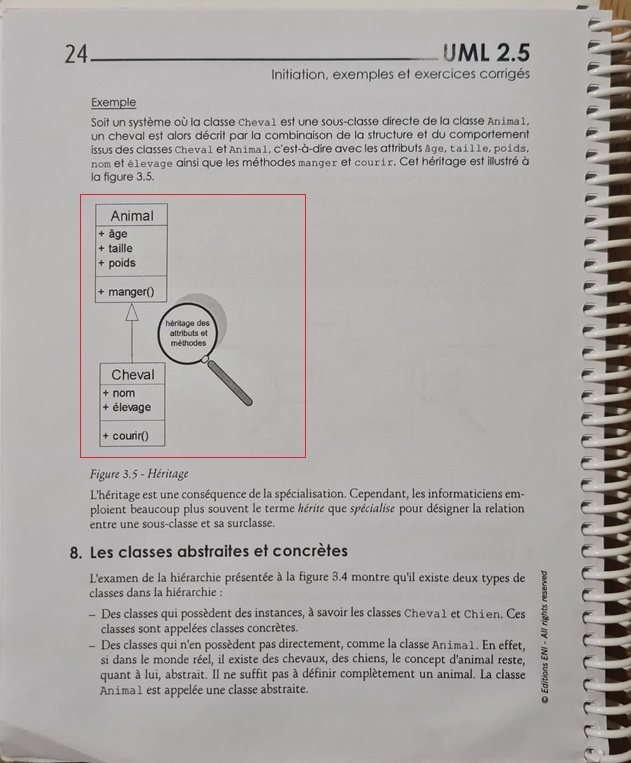 24
UML 2.5
Initiation, exemples et exercices corrigés
Exemple
Soit un système où la classe Cheval est une sous-classe directe de la classe Animal,
un cheval est alors décrit par la combinaison de la structure et du comportement
issus des classes Cheval et Animal, c'est-à-dire avec les attributs âge, taille, poids,
nom et élevage ainsi que les méthodes manger et courir. Cet héritage est illustré à
la figure 3.5.
Animal
+ âge
+ taille
+ poids
+ manger()
héritage des
attributs et
méthodes
Cheval
+ nom
+ élevage
+ courir()
Figure 3.5 - Héritage
L'héritage est une conséquence de la spécialisation. Cependant, les informaticiens em-
ploient beaucoup plus souvent le terme hérite que spécialise pour désigner la relation
entre une sous-classe et sa surclasse.
8. Les classes abstraites et concrètes
L'examen de la hiérarchie présentée à la figure 3.4 montre qu'il existe deux types de
classes dans la hiérarchie :
– Des classes qui possèdent des instances, à savoir les classes Cheval et Chien. Ces
classes sont appelées classes concrètes.
– Des classes qui n'en possèdent pas directement, comme la classe Animal. En effet,
si dans le monde réel, il existe des chevaux, des chiens, le concept d'animal reste,
quant à lui, abstrait. Il ne suffit pas à définir complètement un animal. La classe
Animal est appelée une classe abstraite.
© Editions ENI - All rights reserved